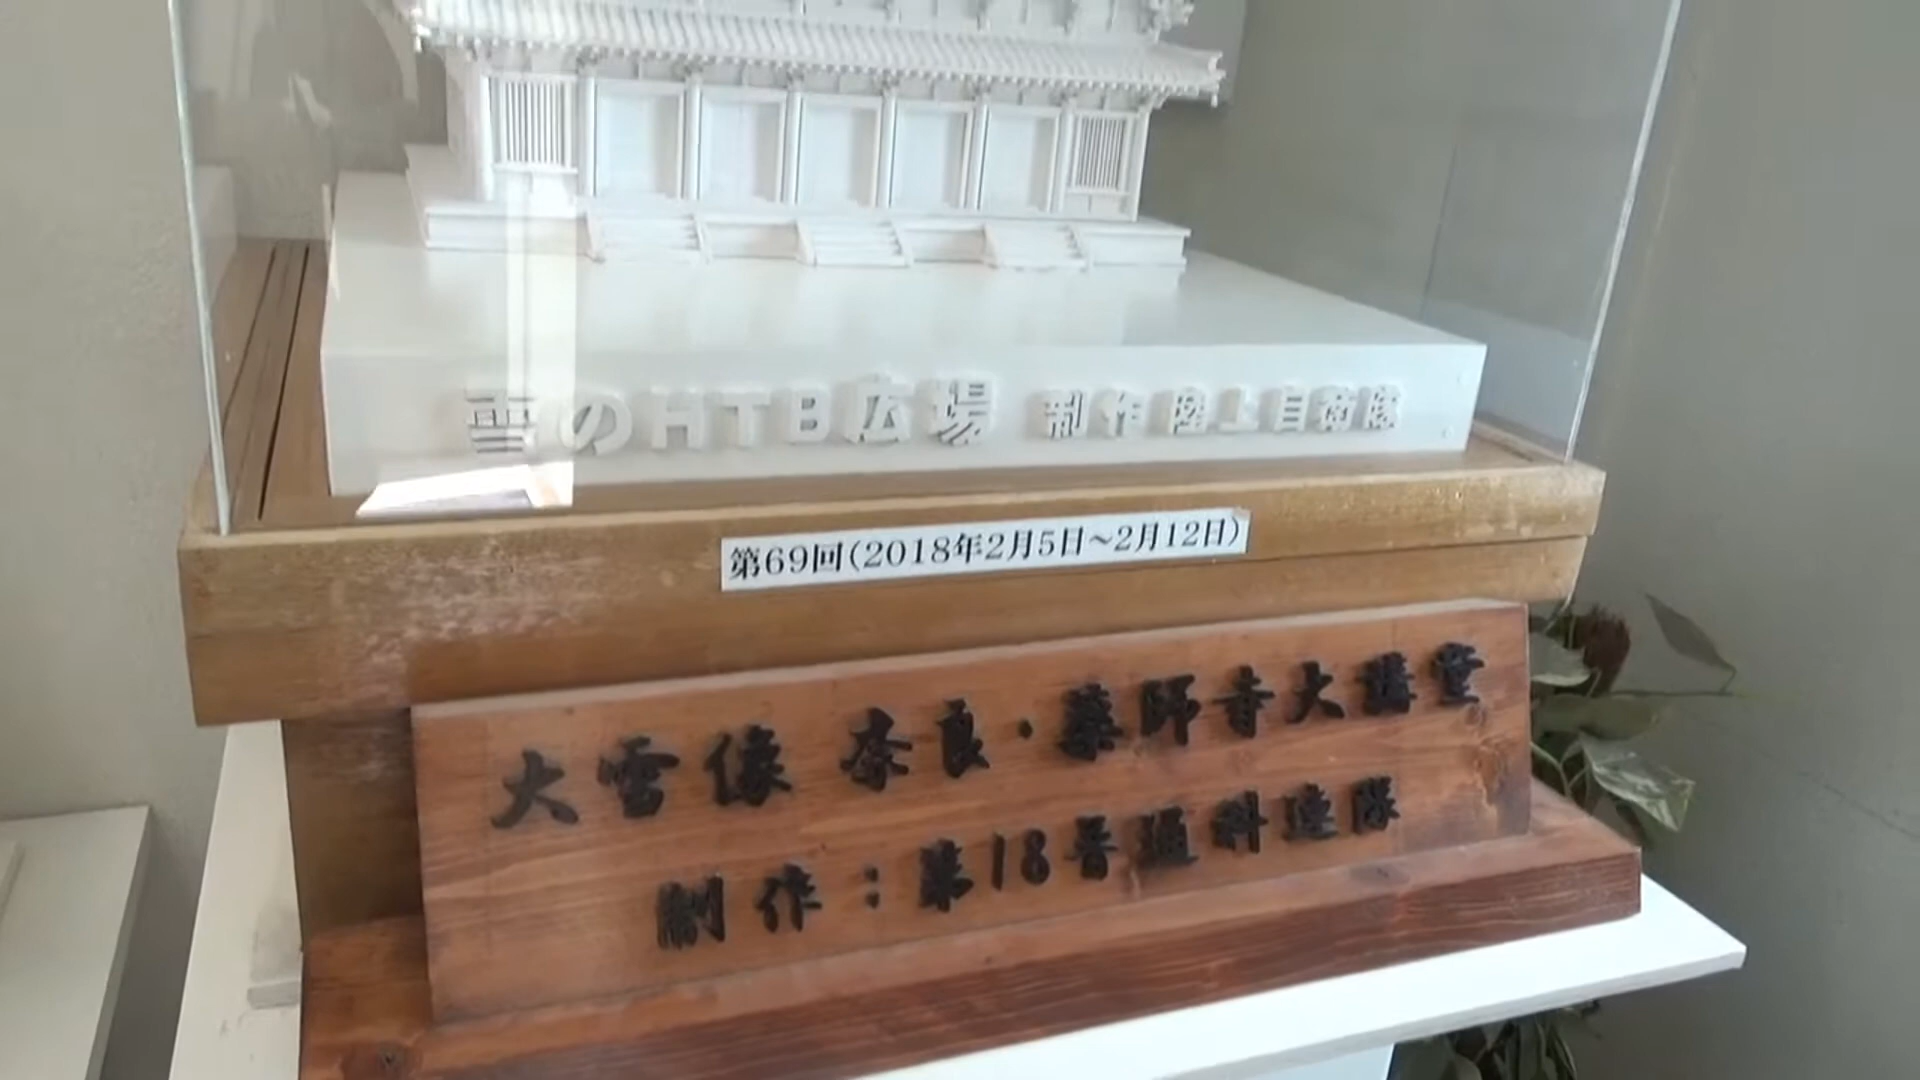 雪のHTB広場 制作 陸上自衛隊
第69回(2018年2月5日～2月12日)
大雪像 奈良・薬師寺大講堂
制作：第18普通科連隊